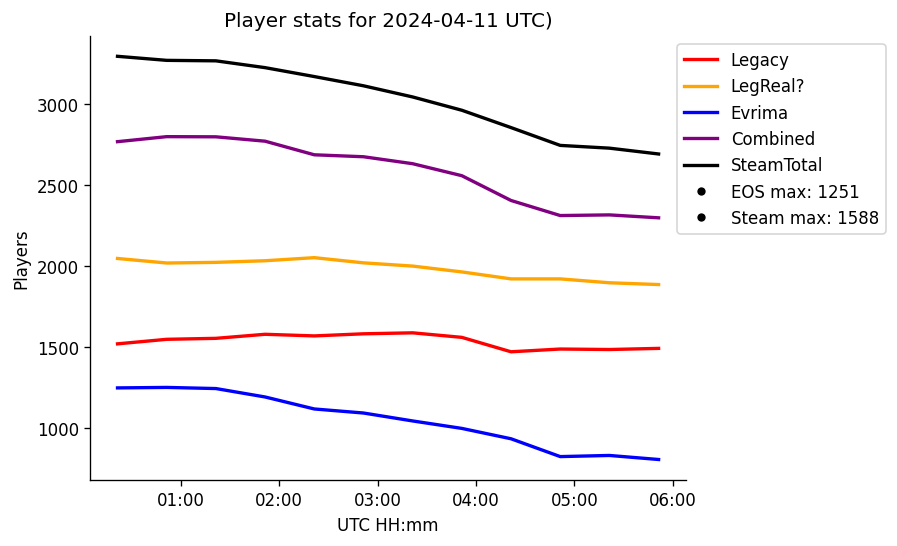 Player stats for 2024-04-11 UTC)
Legacy
LegReal?
Evrima
Combined
SteamTotal
EOS max: 1251
Steam max: 1588
Players
3000
2500
2000
1500
1000
01:00
02:00
03:00
04:00
05:00
06:00
UTC HH:mm